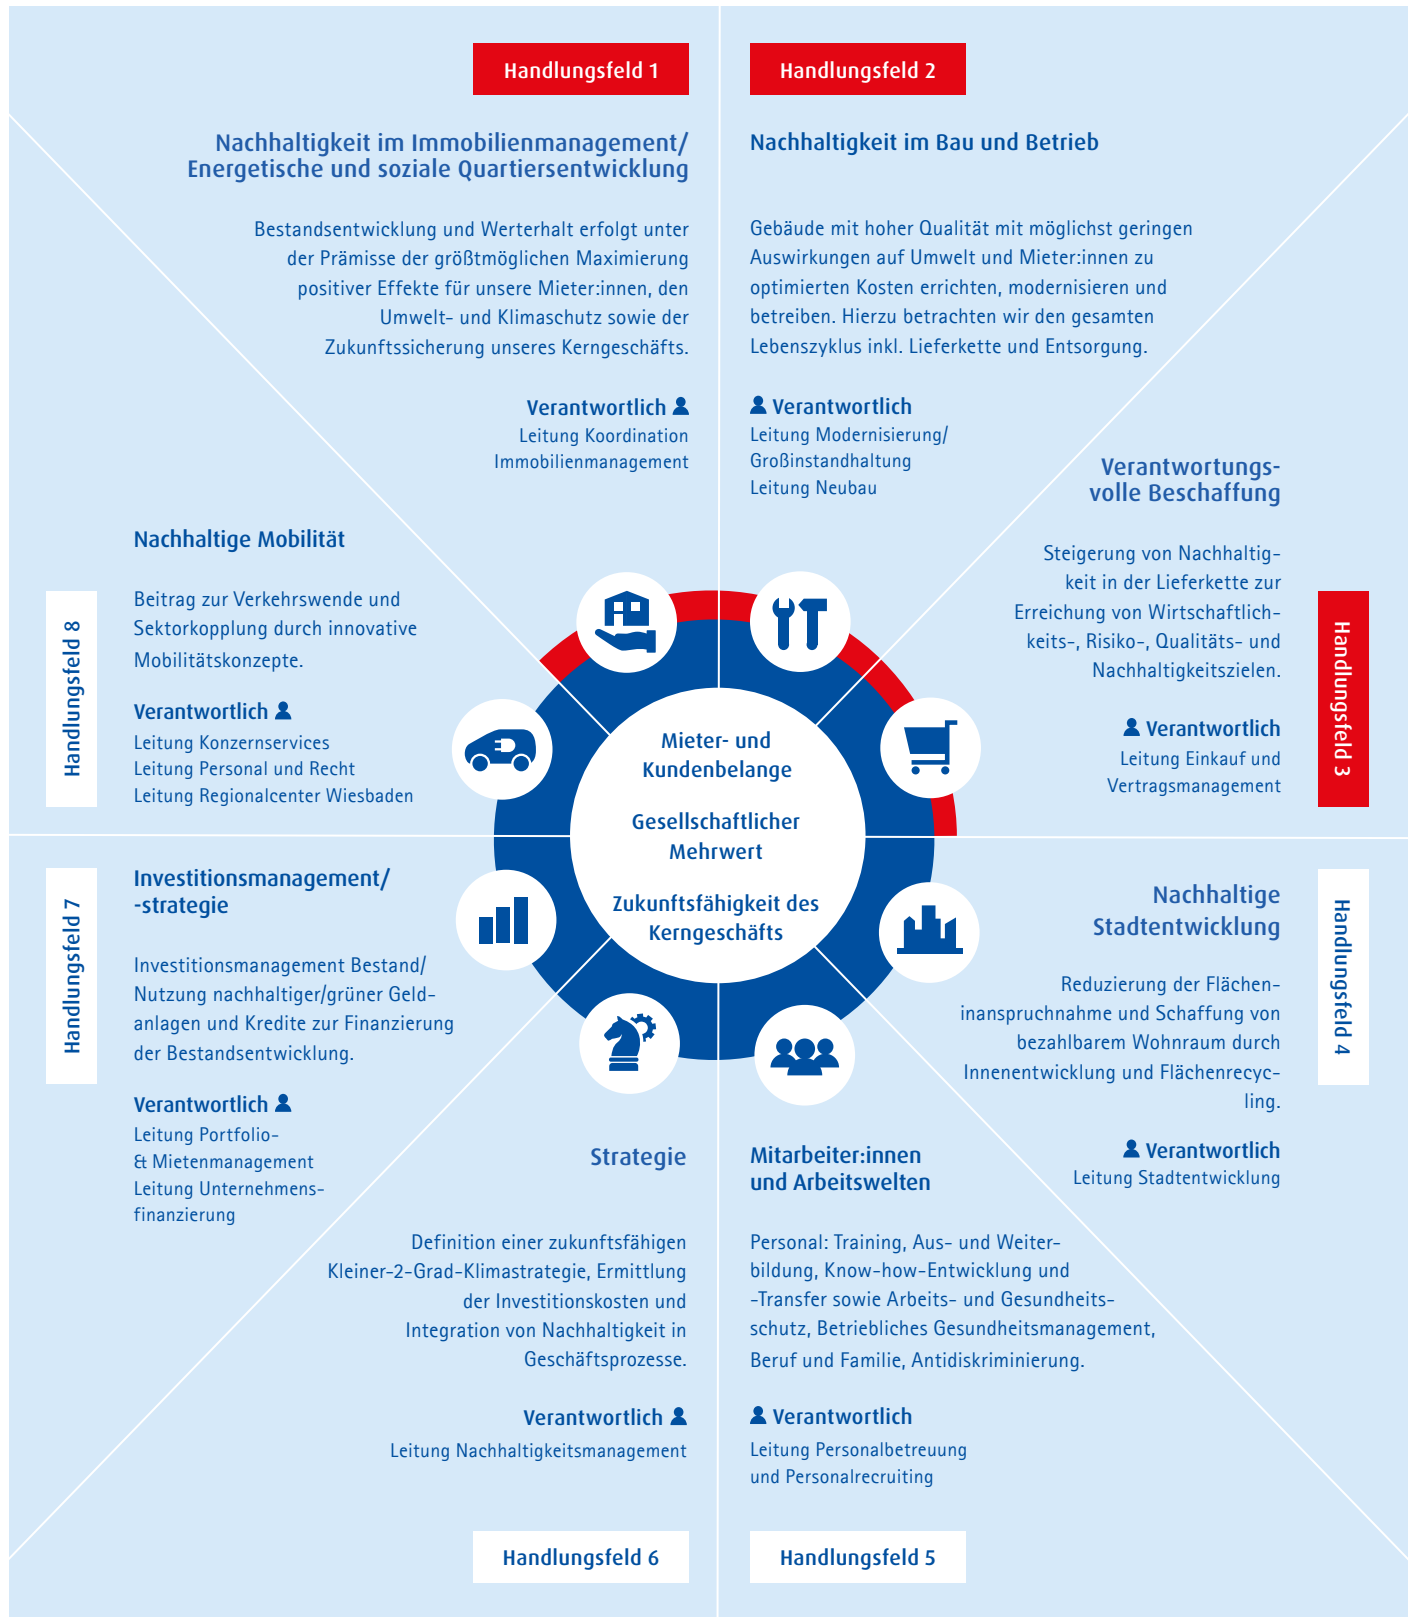 Handlungsfeld 1
Nachhaltigkeit im Immobilienmanagement/
Energetische und soziale Quartiersentwicklung
Bestandsentwicklung und Werterhalt erfolgt unter
der Prämisse der größtmöglichen Maximierung
positiver Effekte für unsere Mieter:innen, den
Umwelt- und Klimaschutz sowie der
Zukunftssicherung unseres Kerngeschäfts.
Verantwortlich
Leitung Koordination
Immobilienmanagement
Handlungsfeld 2
Nachhaltigkeit im Bau und Betrieb
Gebäude mit hoher Qualität mit möglichst geringen
Auswirkungen auf Umwelt und Mieter:innen zu
optimierten Kosten errichten, modernisieren und
betreiben. Hierzu betrachten wir den gesamten
Lebenszyklus inkl. Lieferkette und Entsorgung.
Verantwortlich
Leitung Modernisierung/
Großinstandhaltung
Leitung Neubau
Handlungsfeld 3
Verantwortungs-
volle Beschaffung
Steigerung von Nachhaltig-
keit in der Lieferkette zur
Erreichung von Wirtschaftlich-
keits-, Risiko-, Qualitäts- und
Nachhaltigkeitszielen.
Verantwortlich
Leitung Einkauf und
Vertragsmanagement
Handlungsfeld 4
Nachhaltige
Stadtentwicklung
Reduzierung der Flächen-
inanspruchnahme und Schaffung von
bezahlbarem Wohnraum durch
Innenentwicklung und Flächenrecyc-
ling.
Verantwortlich
Leitung Stadtentwicklung
Mitarbeiter:innen
und Arbeitswelten
Personal: Training, Aus- und Weiter-
bildung, Know-how-Entwicklung und
-Transfer sowie Arbeits- und Gesundheits-
schutz, Betriebliches Gesundheitsmanagement,
Beruf und Familie, Antidiskriminierung.
Verantwortlich
Leitung Personalbetreuung
und Personalrecruiting
Handlungsfeld 5
Strategie
Definition einer zukunftsfähigen
Kleiner-2-Grad-Klimastrategie, Ermittlung
der Investitionskosten und
Integration von Nachhaltigkeit in
Geschäftsprozesse.
Verantwortlich
Leitung Nachhaltigkeitsmanagement
Handlungsfeld 6
Handlungsfeld 7
Investitionsmanagement/
-strategie
Investitionsmanagement Bestand/
Nutzung nachhaltiger/grüner Geld-
anlagen und Kredite zur Finanzierung
der Bestandsentwicklung.
Verantwortlich
Leitung Portfolio-
& Mietenmanagement
Leitung Unternehmens-
finanzierung
Handlungsfeld 8
Nachhaltige Mobilität
Beitrag zur Verkehrswende und
Sektorkopplung durch innovative
Mobilitätskonzepte.
Verantwortlich
Leitung Konzernservices
Leitung Personal und Recht
Leitung Regionalcenter Wiesbaden
Mieter- und
Kundenbelange
Gesellschaftlicher
Mehrwert
Zukunftsfähigkeit des
Kerngeschäfts